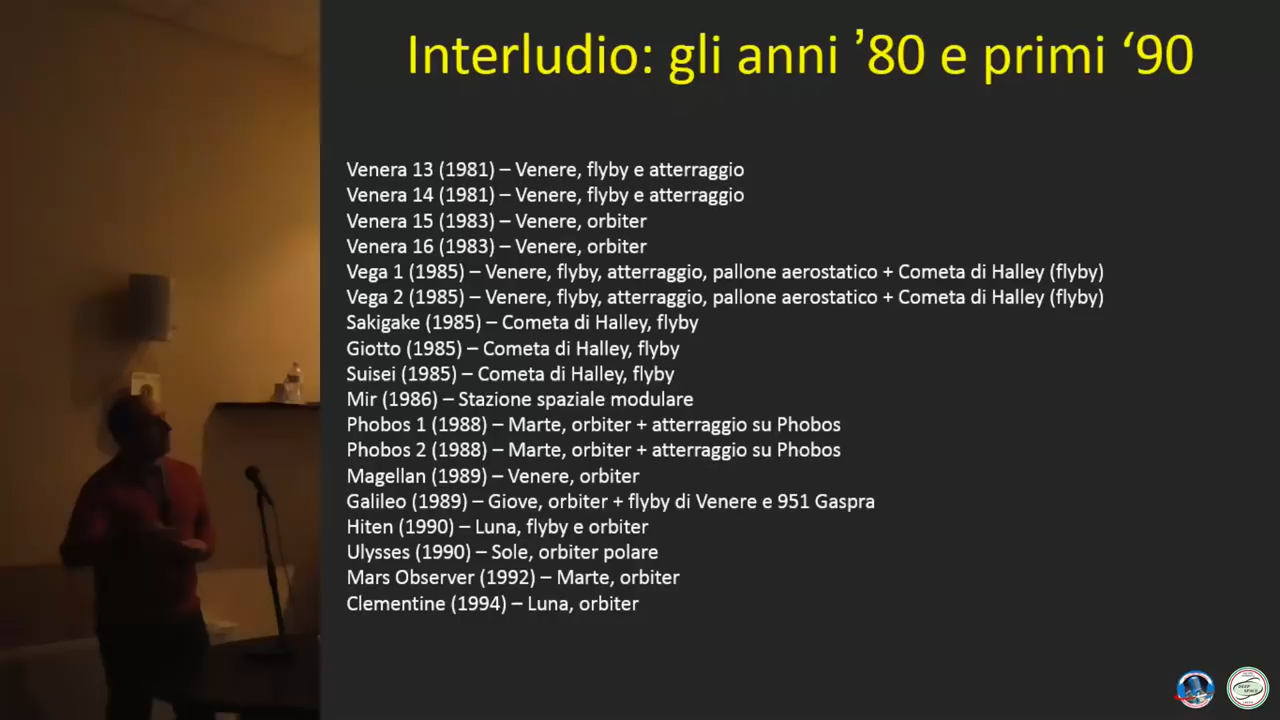 Interludio: gli anni ’80 e primi ‘90
Venera 13 (1981) – Venere, flyby e atterraggio
Venera 14 (1981) – Venere, flyby e atterraggio
Venera 15 (1983) – Venere, orbiter
Venera 16 (1983) – Venere, orbiter
Vega 1 (1985) – Venere, flyby, atterraggio, pallone aerostatico + Cometa di Halley (flyby)
Vega 2 (1985) – Venere, flyby, atterraggio, pallone aerostatico + Cometa di Halley (flyby)
Sakigake (1985) – Cometa di Halley, flyby
Giotto (1985) – Cometa di Halley, flyby
Suisei (1985) – Cometa di Halley, flyby
Mir (1986) – Stazione spaziale modulare
Phobos 1 (1988) – Marte, orbiter + atterraggio su Phobos
Phobos 2 (1988) – Marte, orbiter + atterraggio su Phobos
Magellan (1989) – Venere, orbiter
Galileo (1989) – Giove, orbiter + flyby di Venere e 951 Gaspra
Hiten (1990) – Luna, flyby e orbiter
Ulysses (1990) – Sole, orbiter polare
Mars Observer (1992) – Marte, orbiter
Clementine (1994) – Luna, orbiter
DEEP
SPACE